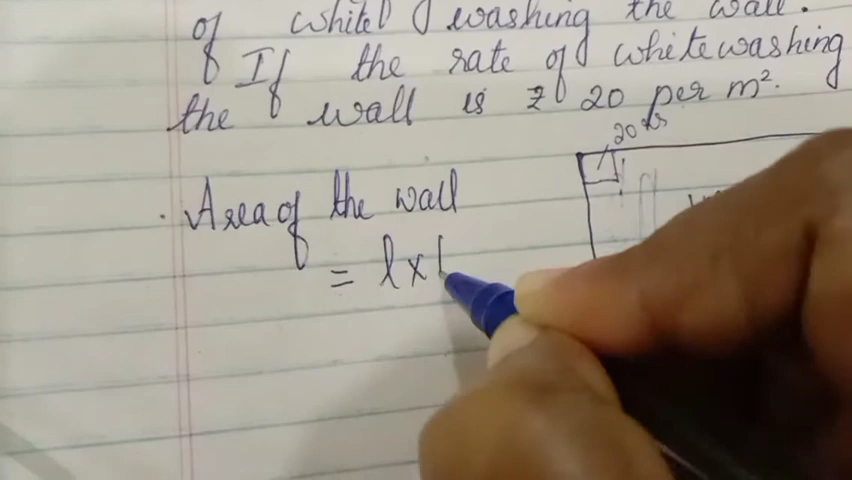 of white washing the wall.
If the rate of whitewashing
the wall is ₹ 20 per m².
20 Rs
Area of the wall
= l×